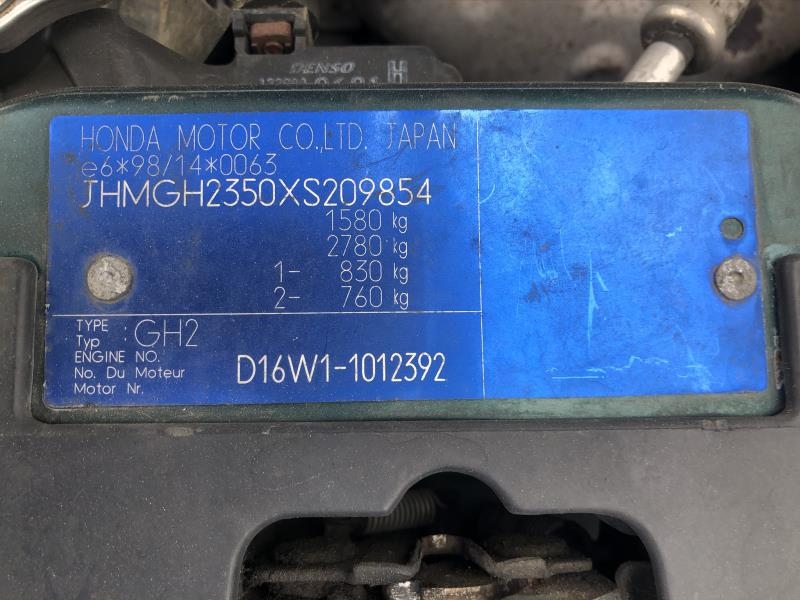 DENSO
H
HONDA MOTOR CO.,LTD. JAPAN
e6*98/14*0063
JHMGH2350XS209854
1580 kg
2780 kg
1- 830 kg
2- 760 kg
TYPE
Typ : GH2
ENGINE NO.
No. Du Moteur D16W1-1012392
Motor Nr.